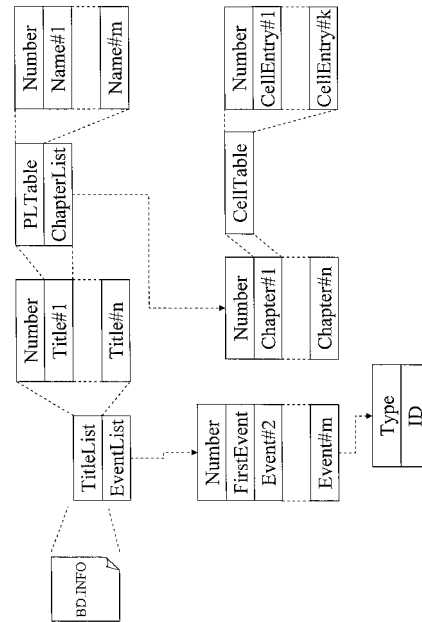 BD.INFO
TitleList
EventList
Number
Title#1
Title#n
PLTable
ChapterList
Number
Name#1
Name#m
Number
FirstEvent
Event#2
Event#m
Type
ID
Number
Chapter#1
Chapter#n
CellTable
Number
CellEntry#1
CellEntry#k